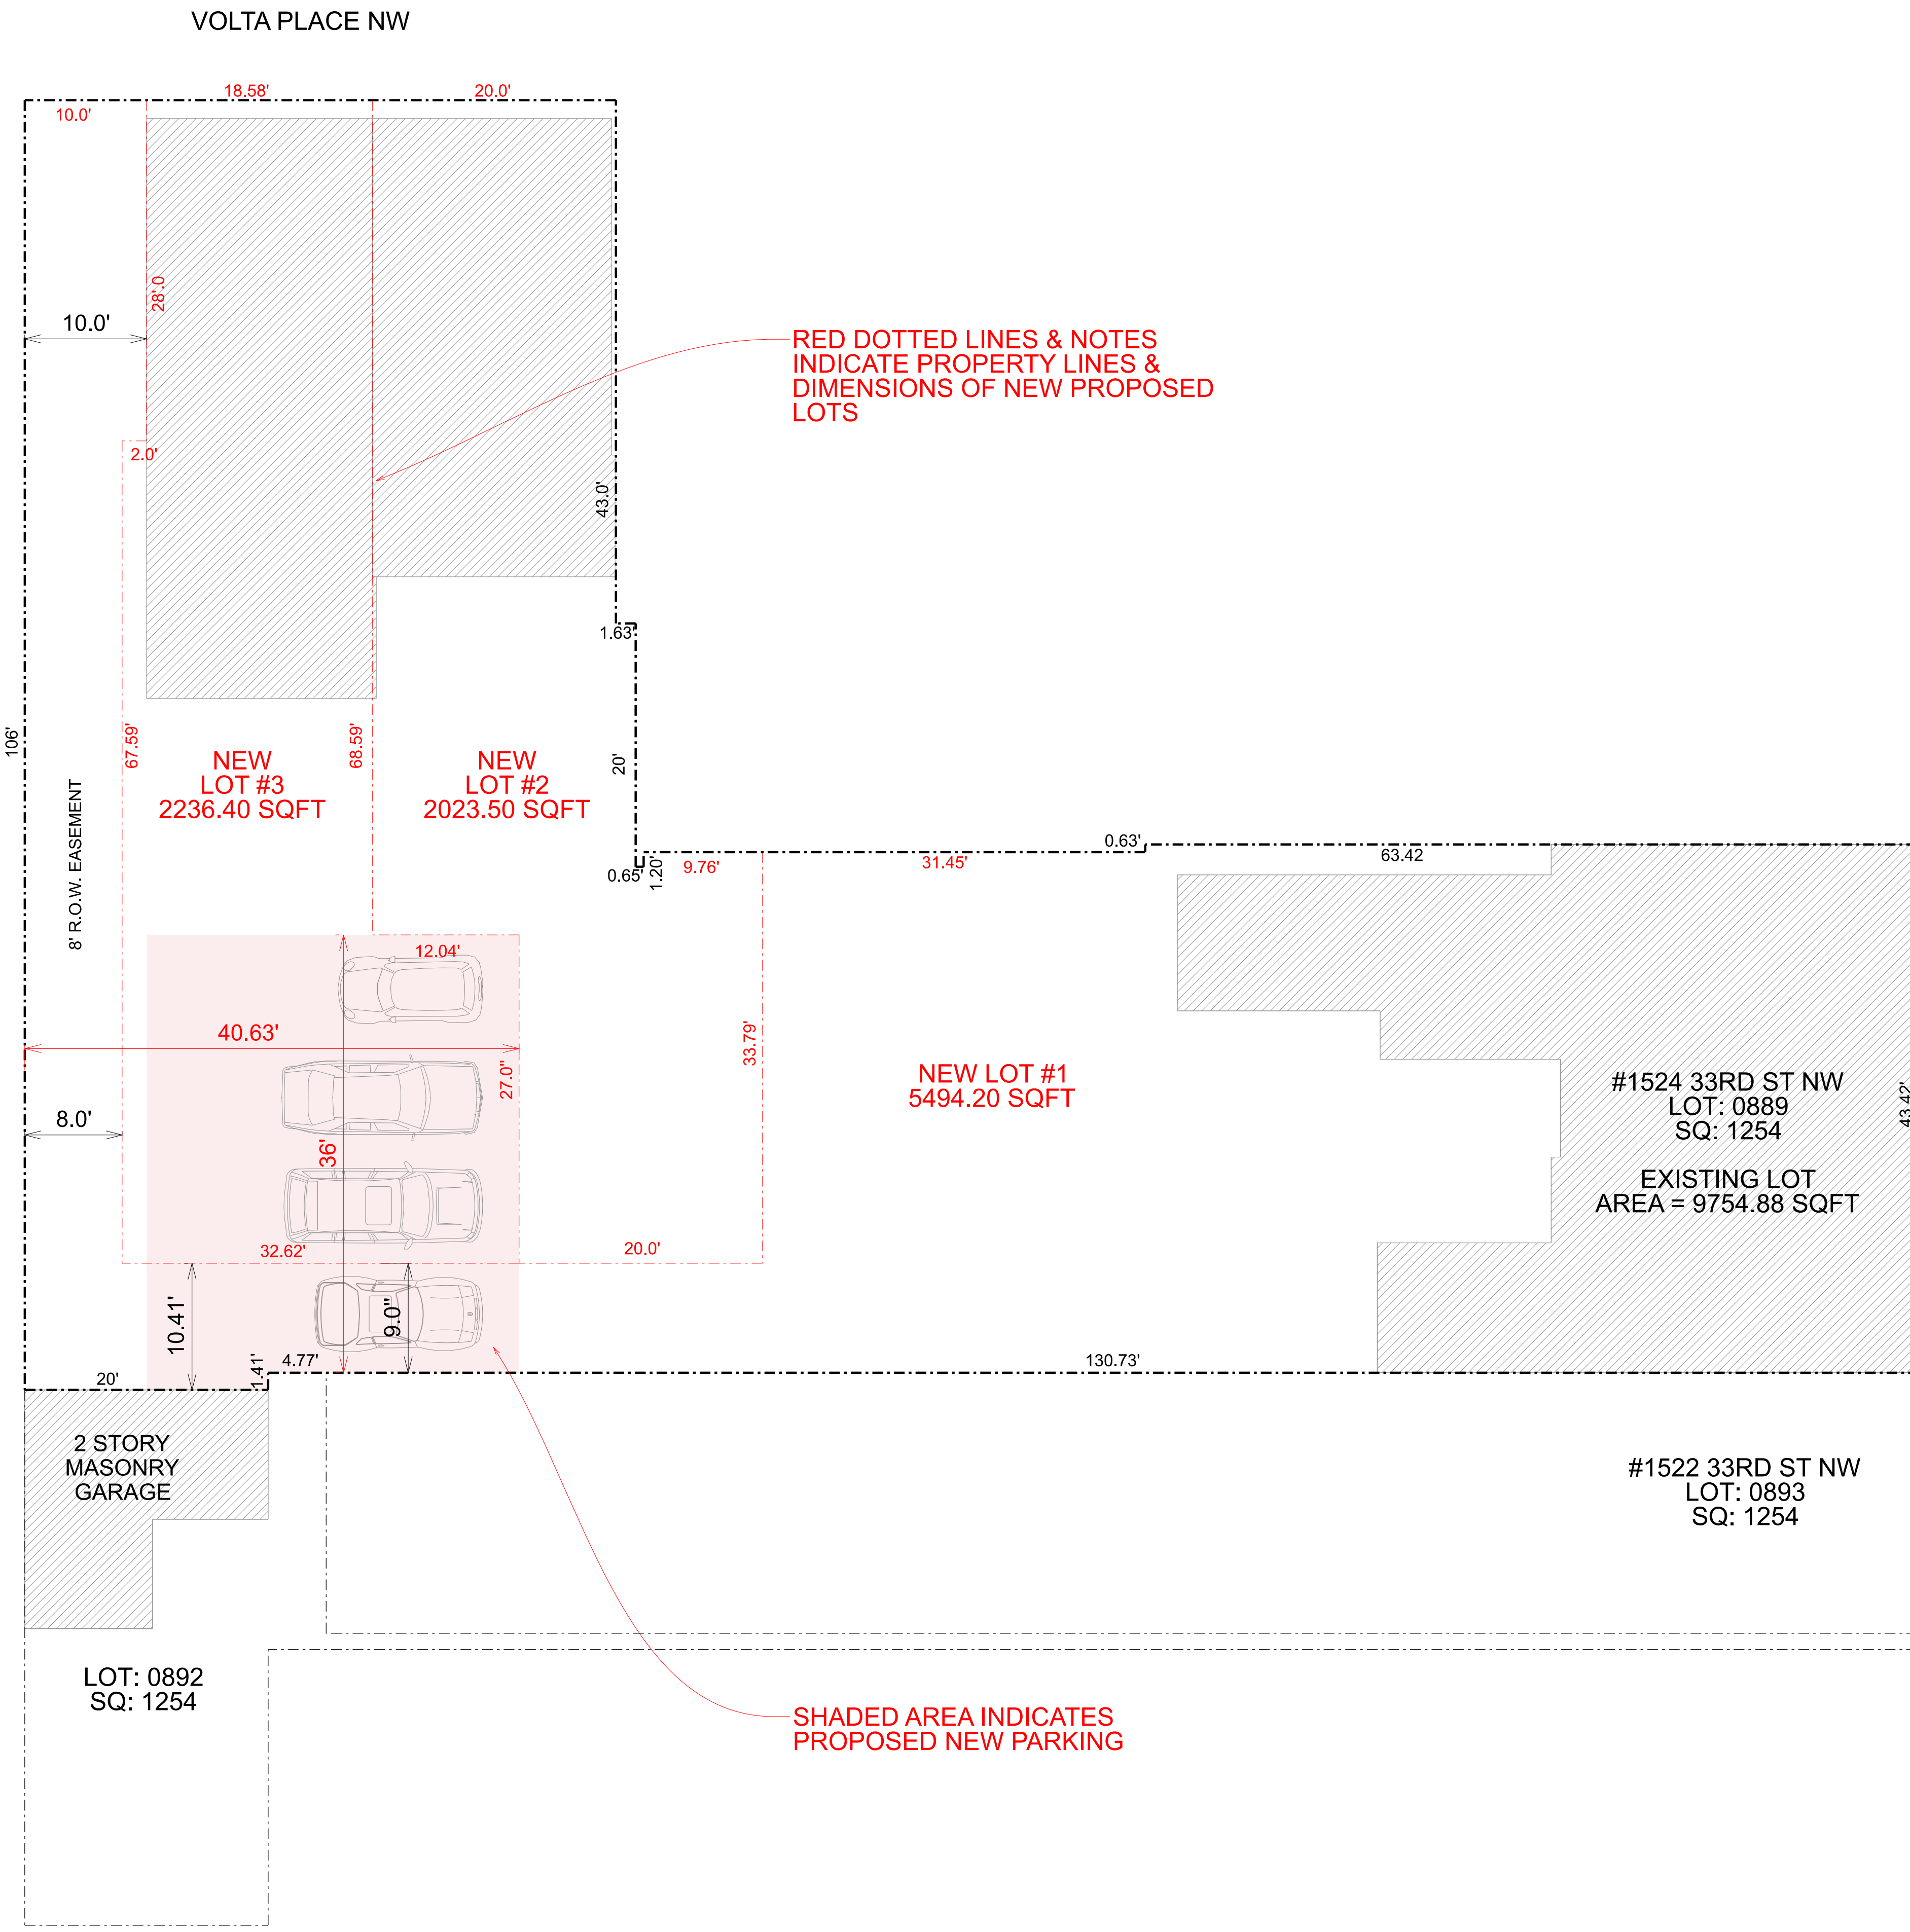 VOLTA PLACE NW
18.58'
20.0'
10.0'
28'.0
10.0'
RED DOTTED LINES & NOTES
INDICATE PROPERTY LINES &
DIMENSIONS OF NEW PROPOSED
LOTS
2.0'
43.0'
1.63'
106'
67.59'
68.59'
20'
NEW
LOT #3
2236.40 SQFT
NEW
LOT #2
2023.50 SQFT
8' R.O.W. EASEMENT
0.65'
1.20'
9.76'
31.45'
0.63'
63.42
12.04'
40.63'
27.0"
33.79'
8.0'
36'
NEW LOT #1
5494.20 SQFT
#1524 33RD ST NW
LOT: 0889
SQ: 1254
43.42'
EXISTING LOT
AREA = 9754.88 SQFT
32.62'
20.0'
10.41'
9.0"
20'
1.41'
4.77'
130.73'
2 STORY
MASONRY
GARAGE
#1522 33RD ST NW
LOT: 0893
SQ: 1254
LOT: 0892
SQ: 1254
SHADED AREA INDICATES
PROPOSED NEW PARKING